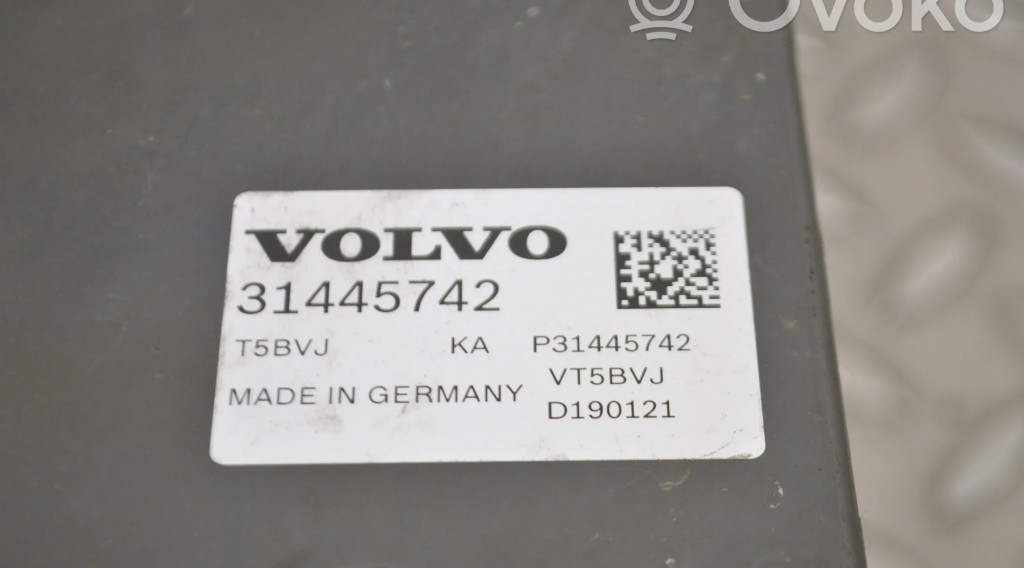 OVOKO
VOLVO
31445742
T5BVJ KA P31445742
VT5BVJ
MADE IN GERMANY
D190121